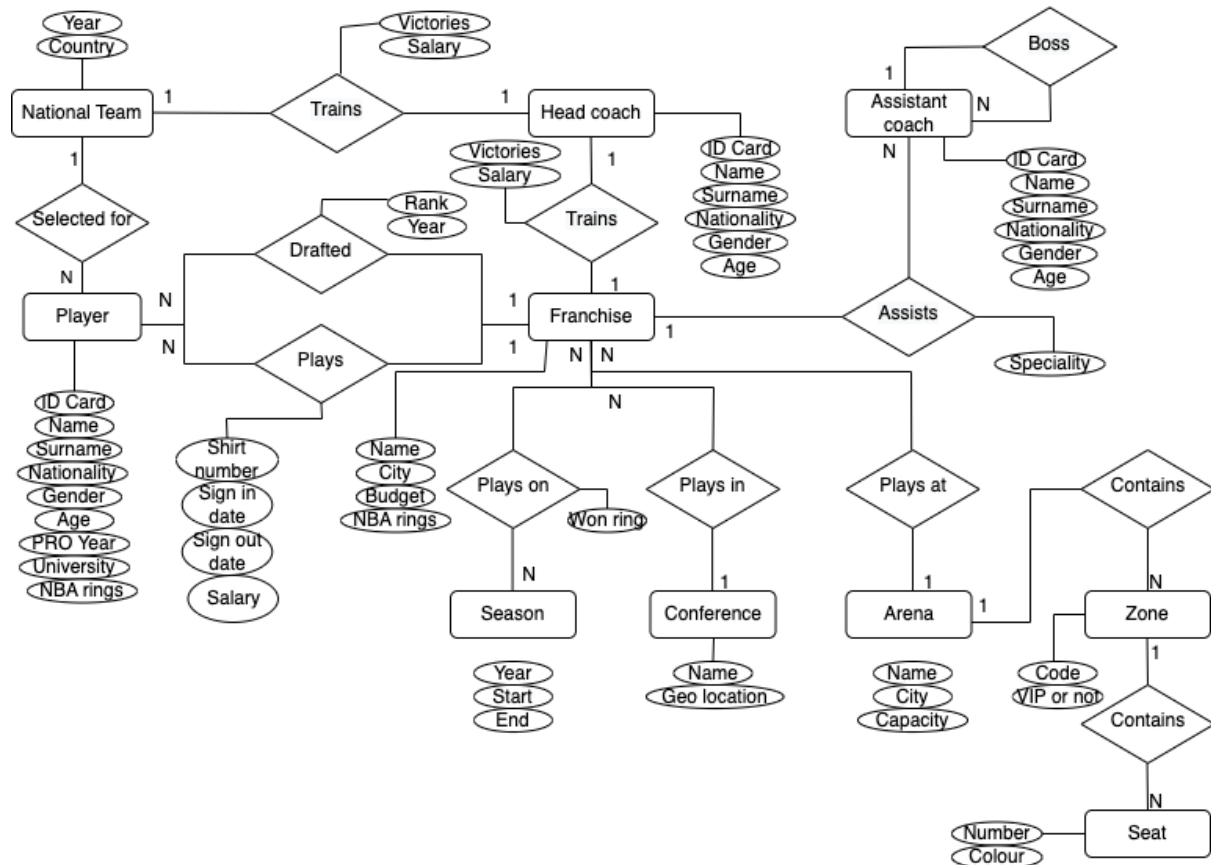 Year
Country
Victories
Salary
Boss
National Team
1
Trains
1
Head coach
1
N
Assistant
coach
1
Victories
Salary
1
N
ID Card
Name
Surname
Nationality
Gender
Age
ID Card
Name
Surname
Nationality
Gender
Age
Selected for
Rank
Year
Drafted
Trains
N
N
1
1
Player
Franchise
1
Assists
N
1
Plays
N
N
Speciality
ID Card
Name
Surname
Nationality
Gender
Age
PRO Year
University
NBA rings
Shirt
number
Sign in
date
Sign out
date
Salary
Name
City
Budget
NBA rings
N
Plays on
Won ring
Plays in
Plays at
Contains
N
1
1
1
N
Season
Conference
Arena
Zone
Year
Start
End
Name
Geo location
Name
City
Capacity
Code
VIP or not
1
Contains
N
Number
Colour
Seat